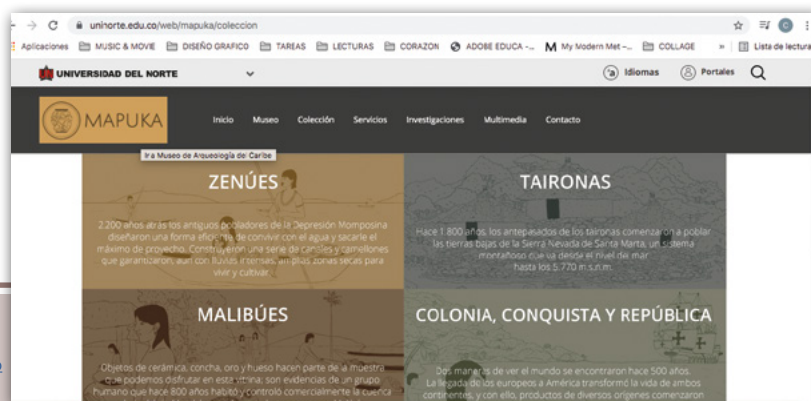 uninorte.edu.co/web/mapuka/coleccion
Aplicaciones MUSIC & MOVIE DISEÑO GRAFICO TAREAS LECTURAS CORAZON ADOBE EDUCA -... My Modern Met –... COLLAGE » Lista de lectura
UNIVERSIDAD DEL NORTE Idiomas Portales
MAPUKA Inicio Museo Colección Servicios Investigaciones Multimedia Contacto
Ir a Museo de Arqueología del Caribe
ZENÚES
2.200 años atrás los antiguos pobladores de la Depresión Momposina
diseñaron una forma eficiente de convivir con el agua y sacarle el
máximo de provecho. Construyeron una serie de canales y camellones
que garantizaron, aun con lluvias intensas, amplias zonas secas para
vivir y cultivar.
TAIRONAS
Hace 1.800 años, los antepasados de los taironas comenzaron a poblar
las tierras bajas de la Sierra Nevada de Santa Marta, un sistema
montañoso que va desde el nivel del mar
hasta los 5.770 m.s.n.m.
MALIBÚES
Objetos de cerámica, concha, oro y hueso hacen parte de la muestra
que podemos disfrutar en esta vitrina; son evidencias de un grupo
humano que hace 800 años habitó y controló comercialmente la cuenca
COLONIA, CONQUISTA Y REPÚBLICA
Dos maneras de ver el mundo se encontraron hace 500 años.
La llegada de los europeos a América transformó la vida de ambos
continentes, y con ello, productos de diversos orígenes comenzaron